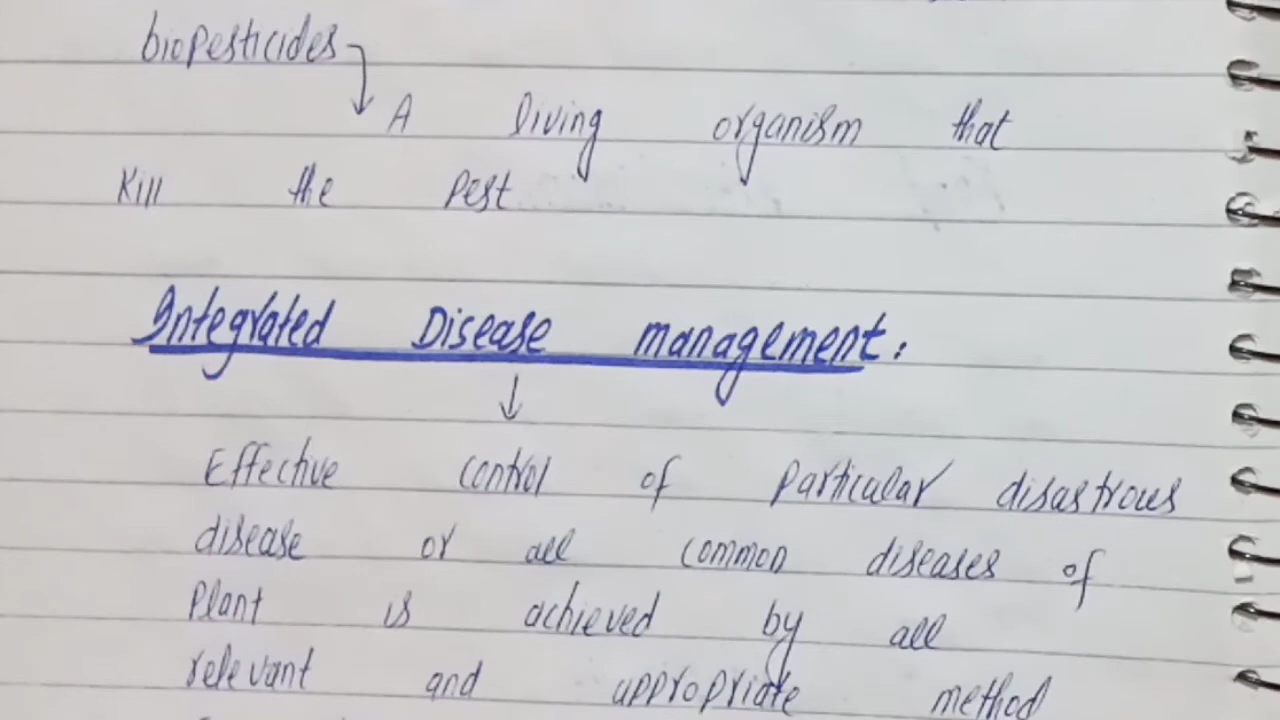 biopesticides
A living organism that
Kill the Pest
Integrated Disease management:
Effective control of particular disastrous
disease or all common diseases of
Plant is achieved by all
relevant and appropriate method